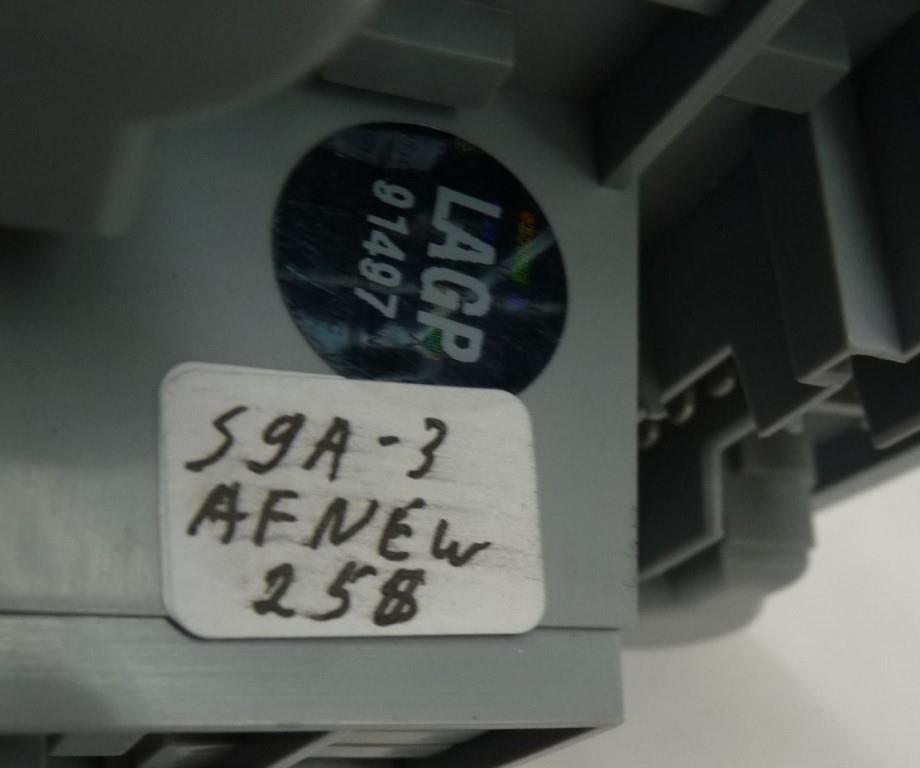 LAGP
91497
S9A-3
AFNEW
258